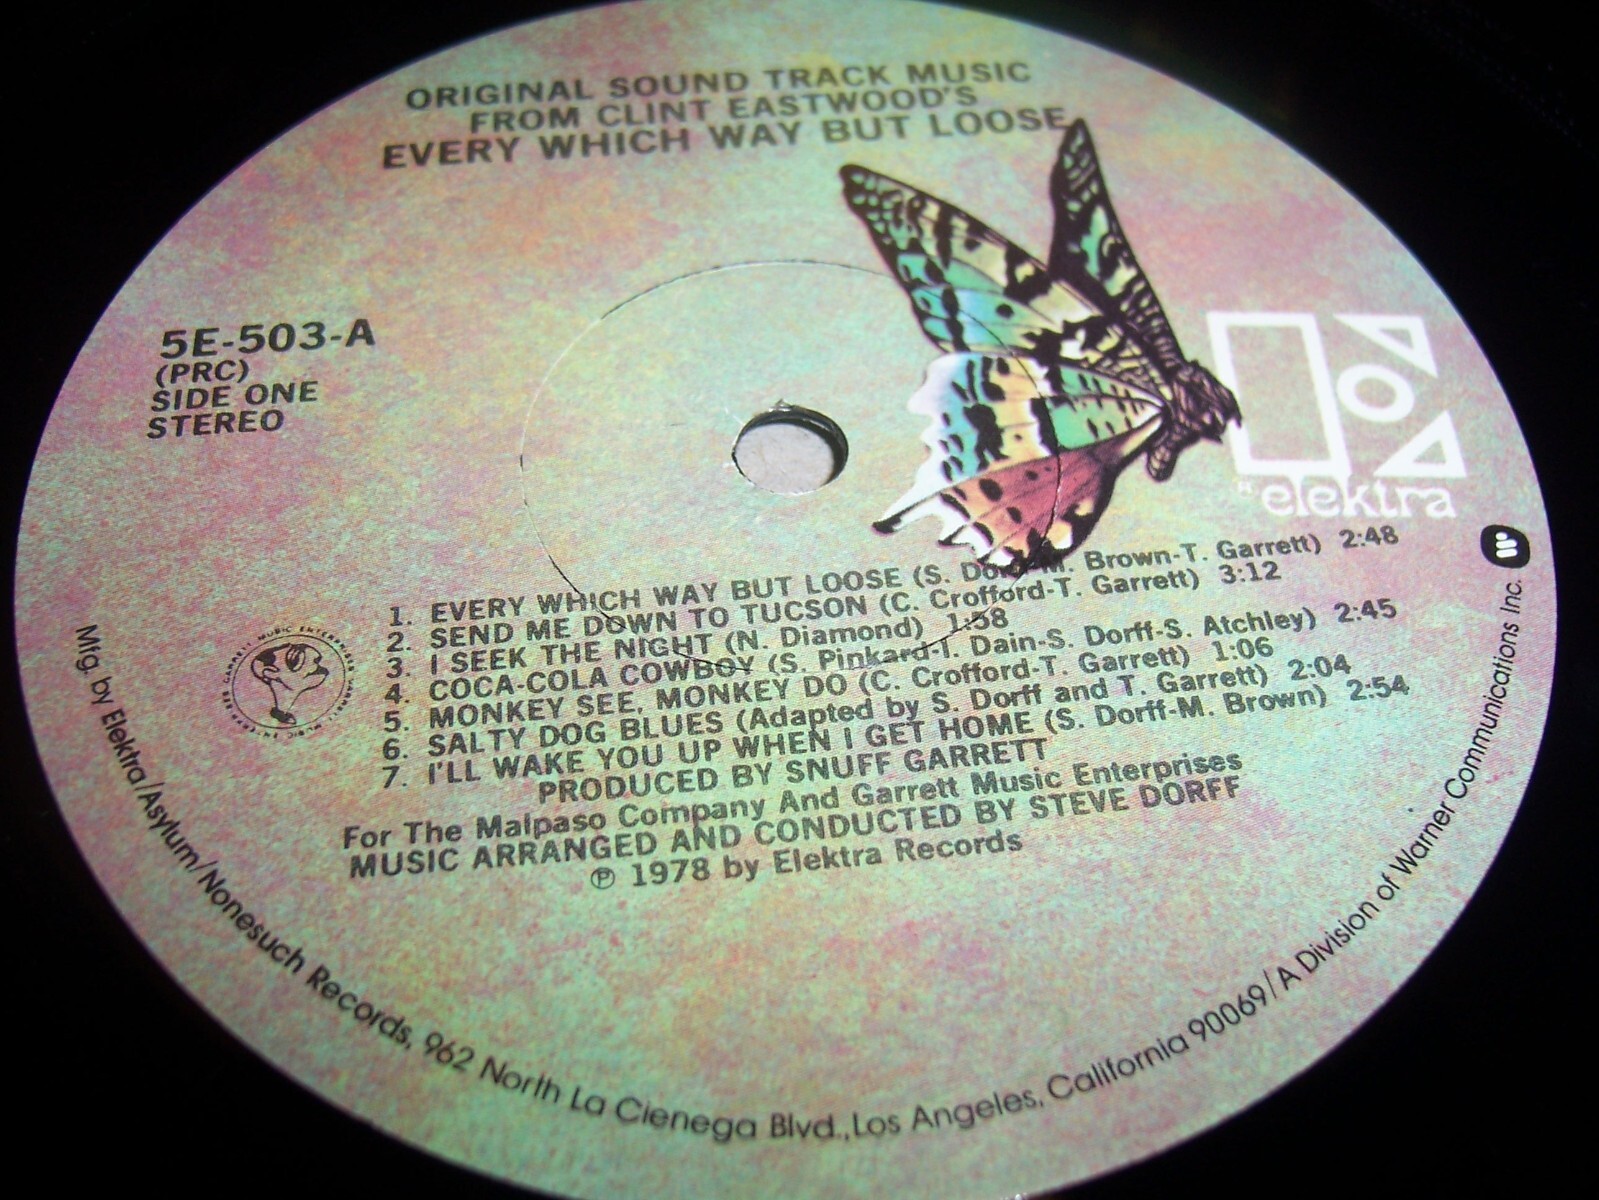 ORIGINAL SOUND TRACK MUSIC
FROM CLINT EASTWOOD'S
EVERY WHICH WAY BUT LOOSE
5E-503-A
(PRC)
SIDE ONE
STEREO
elektra
1. EVERY WHICH WAY BUT LOOSE (S. Brown-T. Garrett) 2:48
2. SEND ME DOWN TO TUCSON (C. Crofford-T. Garrett) 3:12
3. I SEEK THE NIGHT (N. Diamond) 1:58
4. COCA-COLA COWBOY (S. Pinkard-I. Dain-S. Dorff-S. Atchley) 2:45
5. MONKEY SEE, MONKEY DO (C. Crofford-T. Garrett) 1:06
6. SALTY DOG BLUES (Adapted by S. Dorff and T. Garrett) 2:04
7. I'LL WAKE YOU UP WHEN I GET HOME (S. Dorff-M. Brown) 2:54
PRODUCED BY SNUFF GARRETT
For The Malpaso Company And Garrett Music Enterprises
MUSIC ARRANGED AND CONDUCTED BY STEVE DORFF
℗ 1978 by Elektra Records
Mfg. by Elektra/Asylum/Nonesuch Records, 962 North La Cienega Blvd., Los Angeles, California 90069/A Division of Warner Communications Inc.